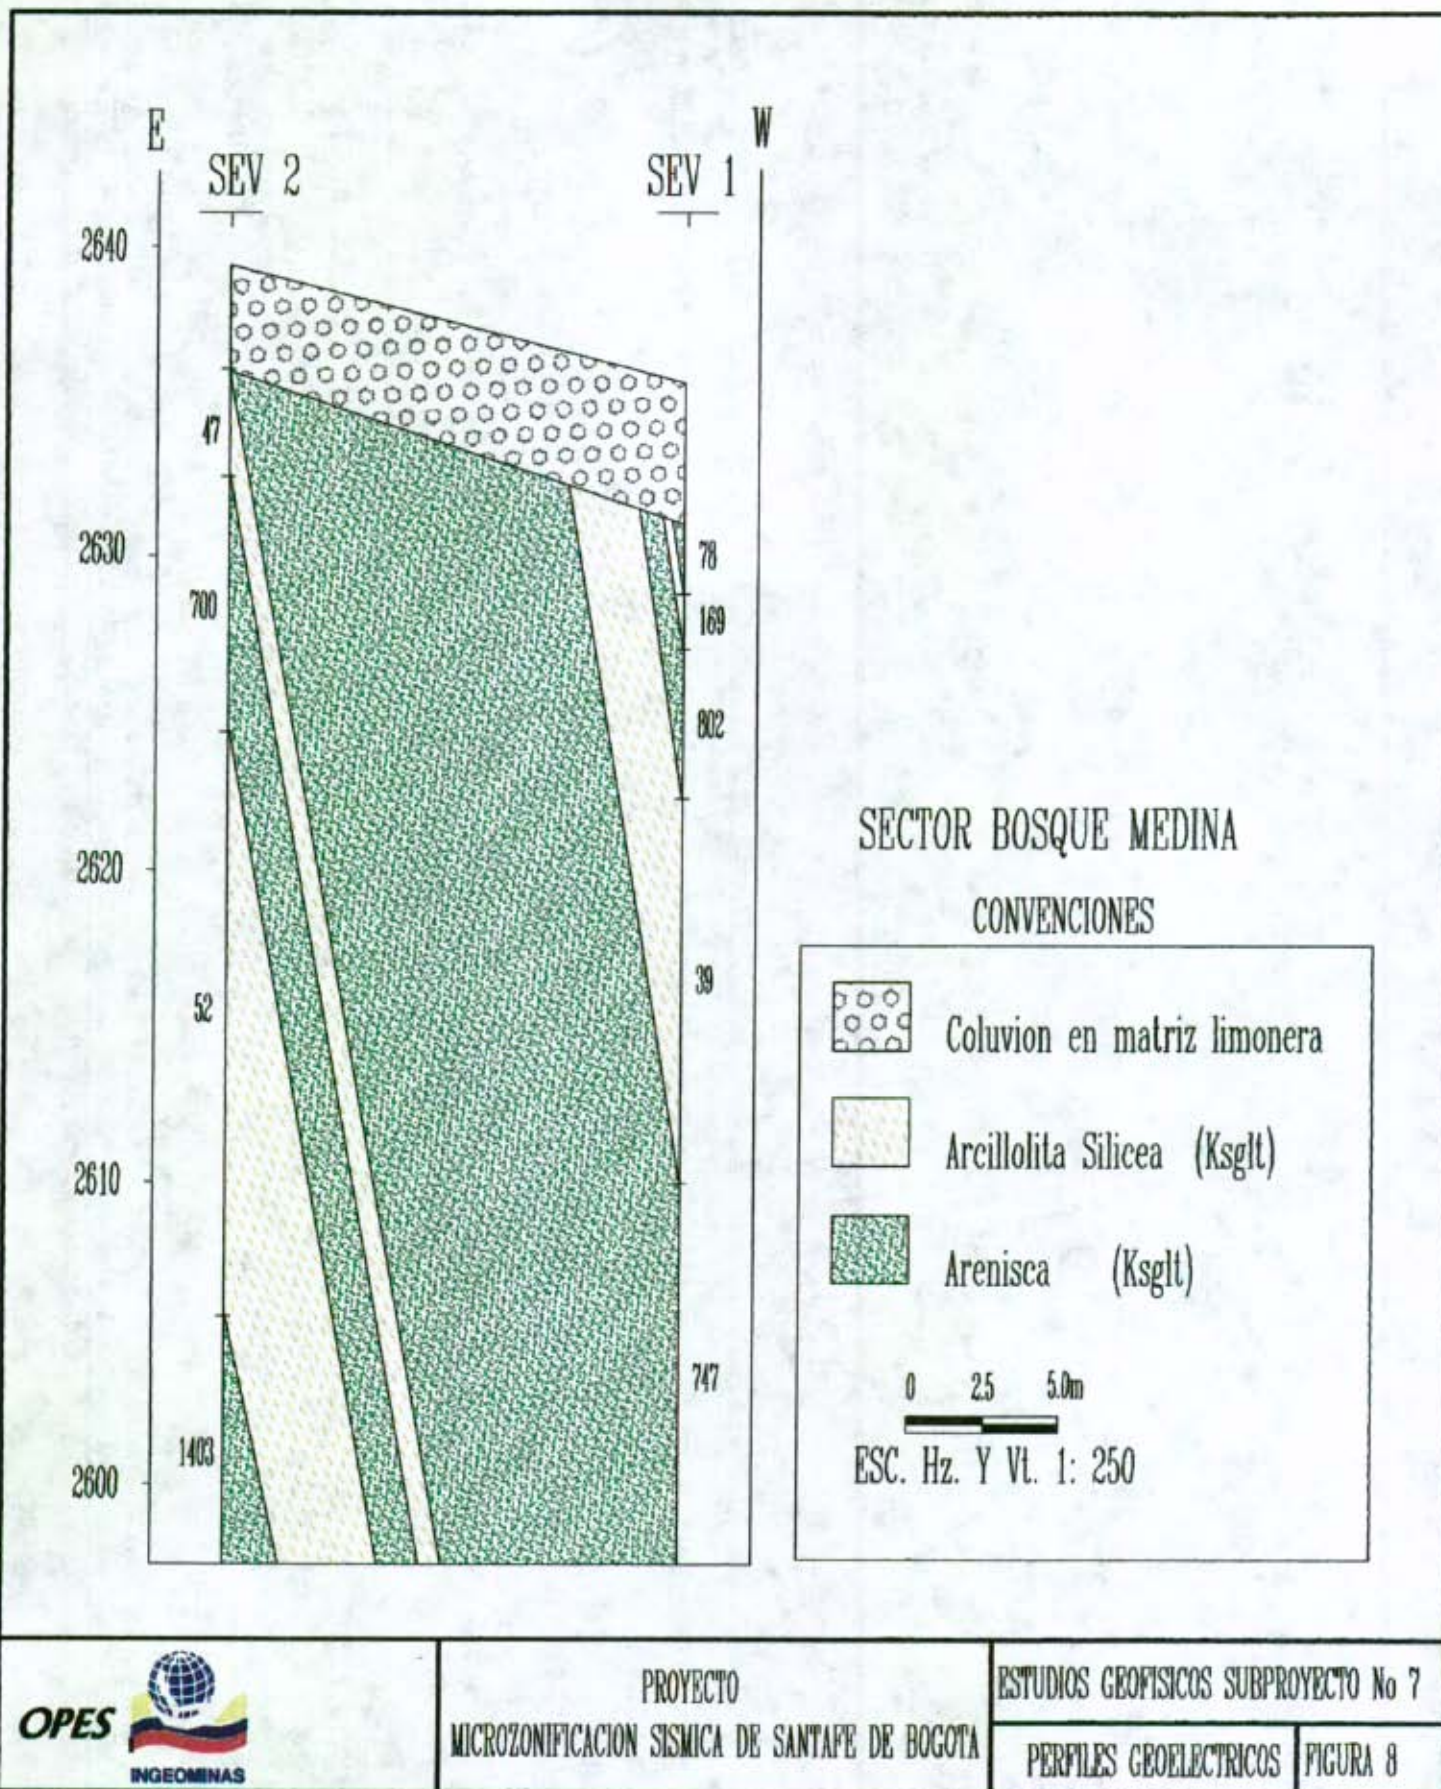 E
W
SEV 2
SEV 1
2640
2630
2620
2610
2600
47
700
52
1403
78
169
802
39
747
SECTOR BOSQUE MEDINA
CONVENCIONES
Coluvion en matriz limonera
Arcillolita Silicea (Ksglt)
Arenisca (Ksglt)
0 2.5 5.0m
ESC. Hz. Y Vt. 1: 250
OPES
INGEOMINAS
PROYECTO
MICROZONIFICACION SISMICA DE SANTAFE DE BOGOTA
ESTUDIOS GEOFISICOS SUBPROYECTO No 7
PERFILES GEOELECTRICOS
FIGURA 8